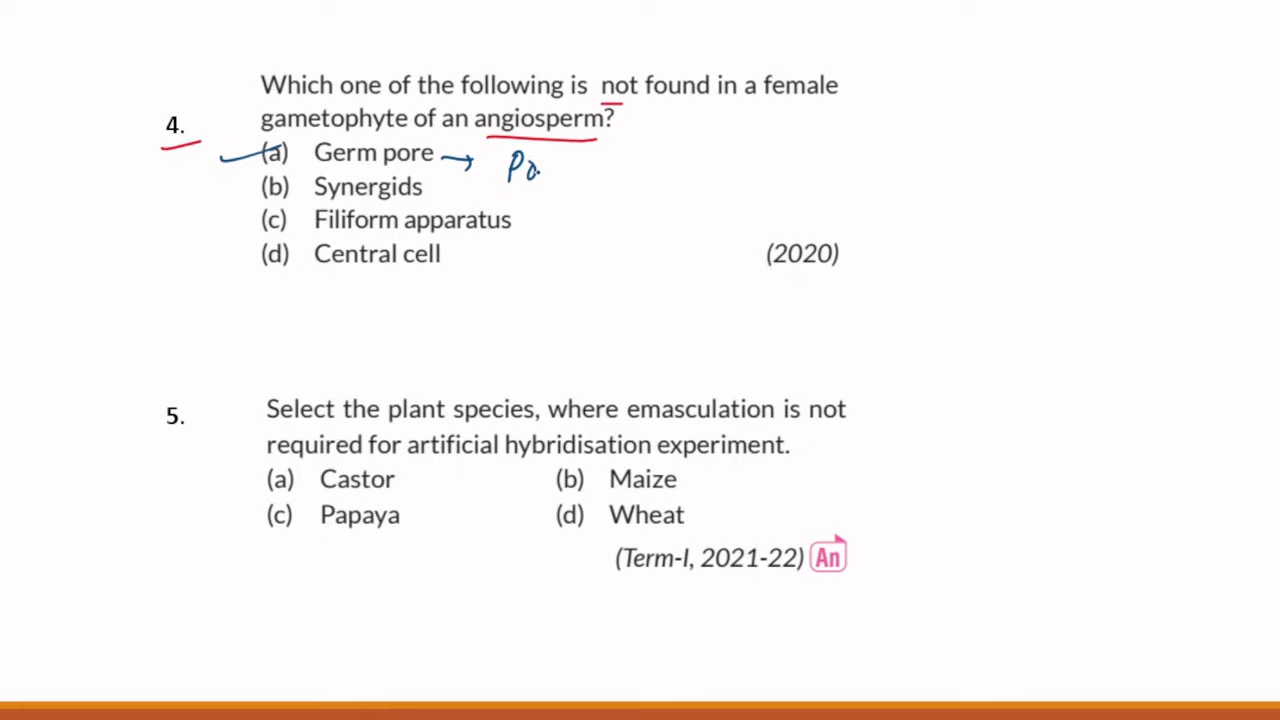 Which one of the following is not found in a female
4. gametophyte of an angiosperm?
(a) Germ pore → Po
(b) Synergids
(c) Filiform apparatus
(d) Central cell (2020)
5. Select the plant species, where emasculation is not
required for artificial hybridisation experiment.
(a) Castor (b) Maize
(c) Papaya (d) Wheat
(Term-I, 2021-22) An